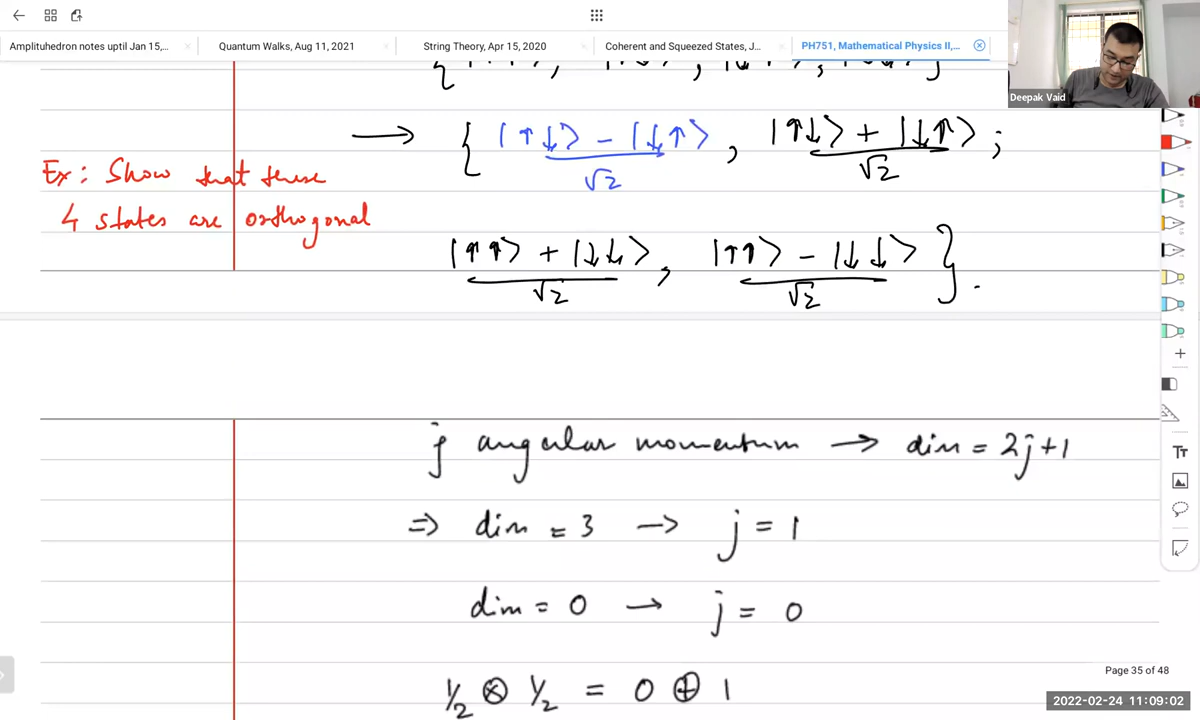 Amplituhedron notes uptil Jan 15,...
Quantum Walks, Aug 11, 2021
String Theory, Apr 15, 2020
Coherent and Squeezed States, J...
PH751, Mathematical Physics II,...
Deepak Vaid
→ { |↑↓⟩ - |↓↑⟩ / √2 , |↑↓⟩ + |↓↑⟩ / √2 ;
Ex: Show that these
4 states are orthogonal
|↑↑⟩ + |↓↓⟩ / √2 , |↑↑⟩ - |↓↓⟩ / √2 } .
j angular momentum → dim = 2j+1
⇒ dim = 3 → j = 1
dim = 0 → j = 0
1/2 ⊗ 1/2 = 0 ⊕ 1
Tт
Page 35 of 48
2022-02-24 11:09:02